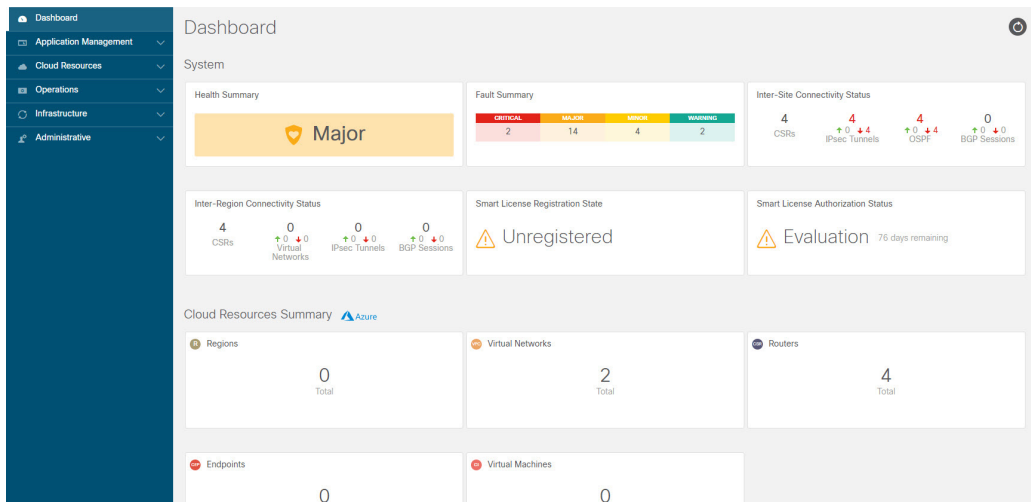 Dashboard
Application Management
Cloud Resources
Operations
Infrastructure
Administrative
Dashboard
System
Health Summary
Major
Fault Summary
CRITICAL MAJOR MINOR WARNING
2 14 4 2
Inter-Site Connectivity Status
4 4 4 0
CSRs ↑ 0 ↓ 4 ↑ 0 ↓ 4 ↑ 0 ↓ 0
IPsec Tunnels OSPF BGP Sessions
Inter-Region Connectivity Status
4 0 0 0
CSRs ↑ 0 ↓ 0 ↑ 0 ↓ 0 ↑ 0 ↓ 0
Virtual IPsec Tunnels BGP Sessions
Networks
Smart License Registration State
Unregistered
Smart License Authorization Status
Evaluation 76 days remaining
Cloud Resources Summary Azure
R Regions
0
Total
Virtual Networks
2
Total
CSR Routers
4
Total
Endpoints
0
Virtual Machines
0